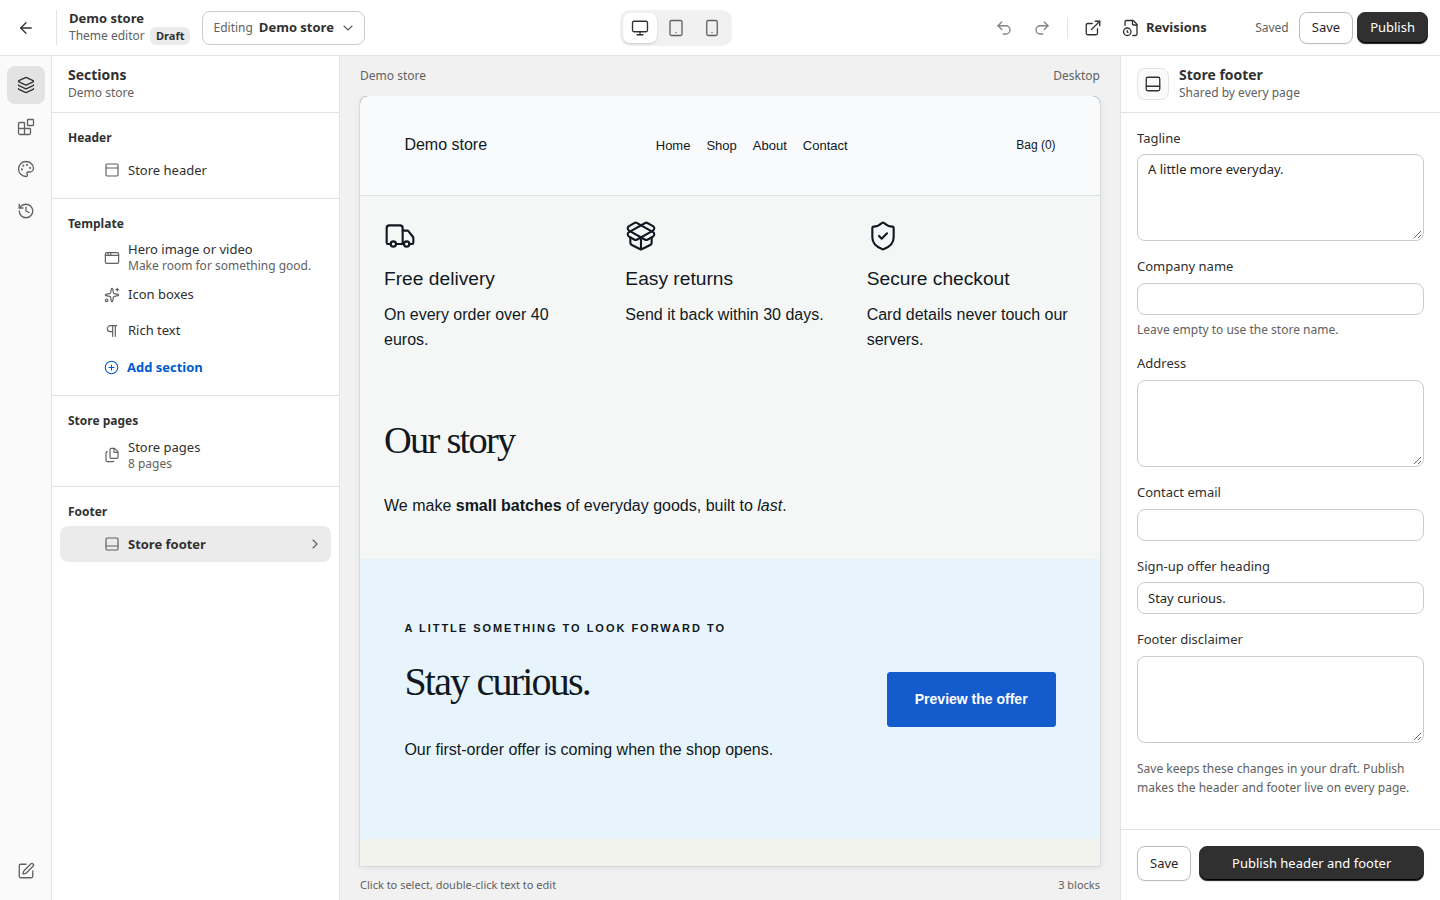 Demo store
Theme editor Draft
Editing Demo store
Revisions
Saved
Save
Publish
Sections
Demo store
Header
Store header
Template
Hero image or video
Make room for something good.
Icon boxes
Rich text
Add section
Store pages
Store pages
8 pages
Footer
Store footer
Demo store
Desktop
Demo store
Home Shop About Contact
Bag (0)
Free delivery
On every order over 40
euros.
Easy returns
Send it back within 30 days.
Secure checkout
Card details never touch our
servers.
Our story
We make small batches of everyday goods, built to last.
A LITTLE SOMETHING TO LOOK FORWARD TO
Stay curious.
Our first-order offer is coming when the shop opens.
Preview the offer
Click to select, double-click text to edit
3 blocks
Store footer
Shared by every page
Tagline
A little more everyday.
Company name
Leave empty to use the store name.
Address
Contact email
Sign-up offer heading
Stay curious.
Footer disclaimer
Save keeps these changes in your draft. Publish
makes the header and footer live on every page.
Save
Publish header and footer